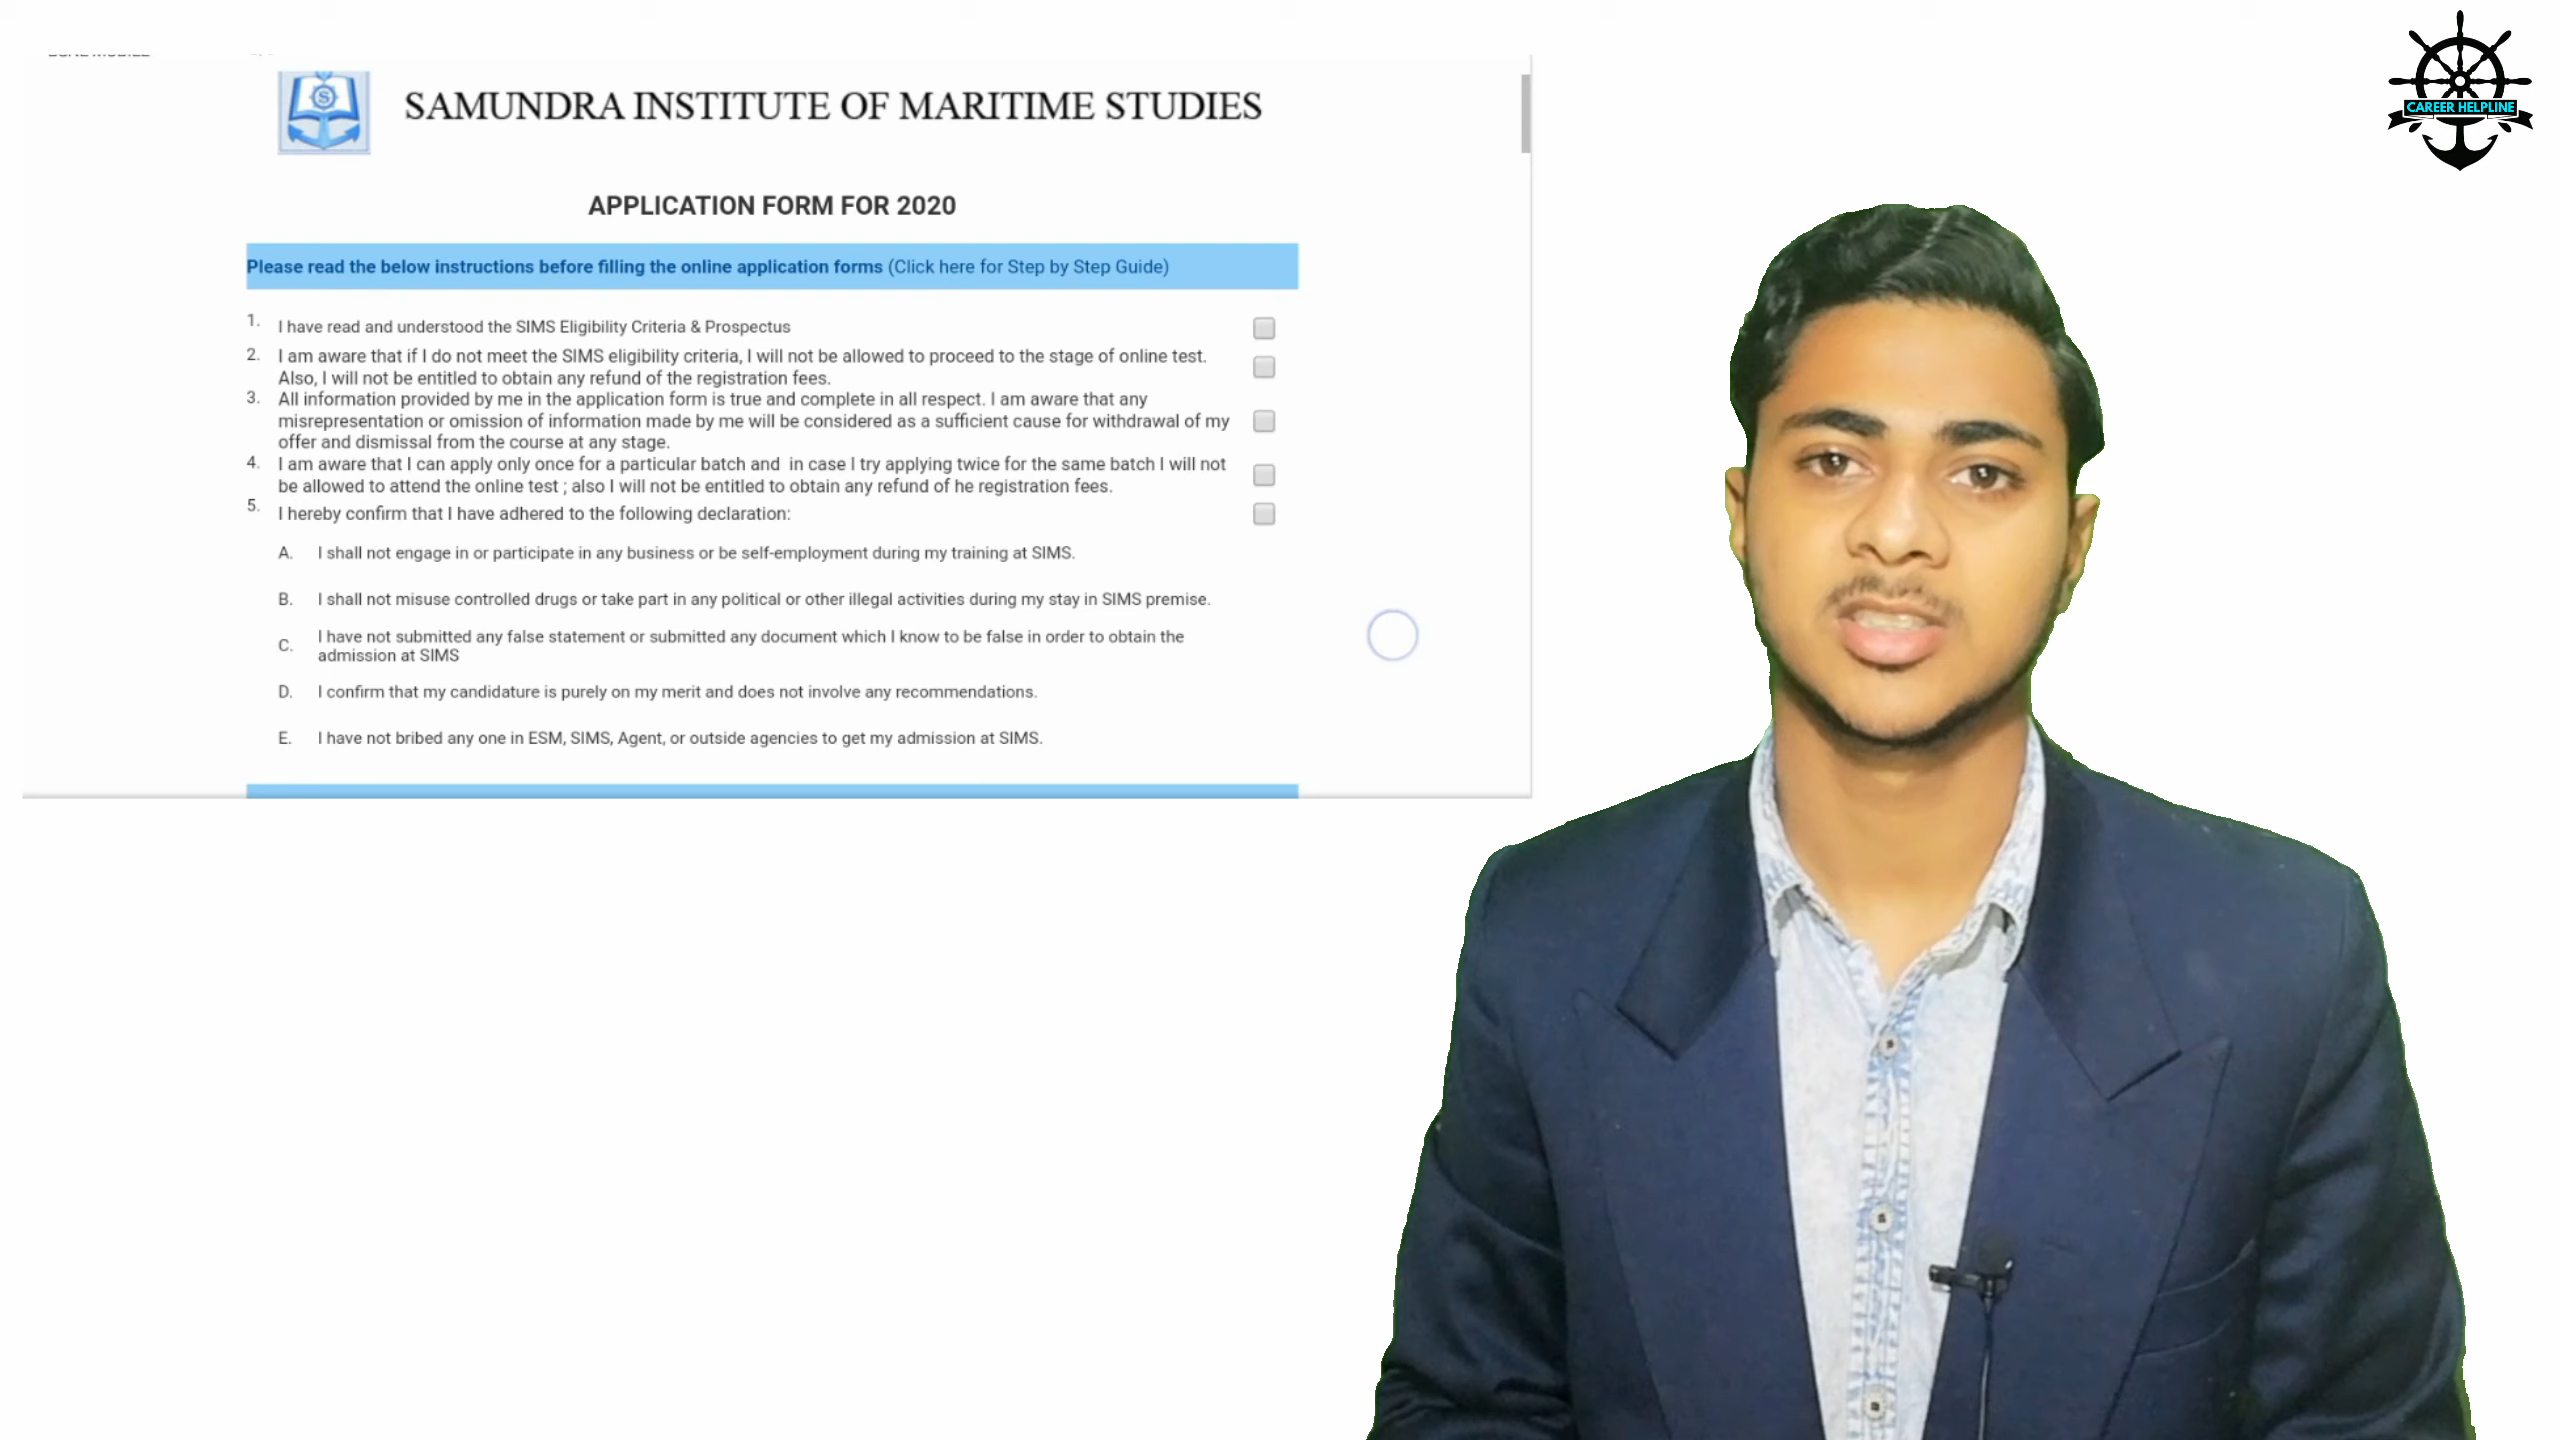 SAMUNDRA INSTITUTE OF MARITIME STUDIES
APPLICATION FORM FOR 2020
Please read the below instructions before filling the online application forms (Click here for Step by Step Guide)
1. I have read and understood the SIMS Eligibility Criteria & Prospectus
2. I am aware that if I do not meet the SIMS eligibility criteria, I will not be allowed to proceed to the stage of online test.
Also, I will not be entitled to obtain any refund of the registration fees.
3. All information provided by me in the application form is true and complete in all respect. I am aware that any
misrepresentation or omission of information made by me will be considered as a sufficient cause for withdrawal of my
offer and dismissal from the course at any stage.
4. I am aware that I can apply only once for a particular batch and in case I try applying twice for the same batch I will not
be allowed to attend the online test ; also I will not be entitled to obtain any refund of he registration fees.
5. I hereby confirm that I have adhered to the following declaration:
A. I shall not engage in or participate in any business or be self-employment during my training at SIMS.
B. I shall not misuse controlled drugs or take part in any political or other illegal activities during my stay in SIMS premise.
C. I have not submitted any false statement or submitted any document which I know to be false in order to obtain the
admission at SIMS
D. I confirm that my candidature is purely on my merit and does not involve any recommendations.
E. I have not bribed any one in ESM, SIMS, Agent, or outside agencies to get my admission at SIMS.
CAREER HELPLINE